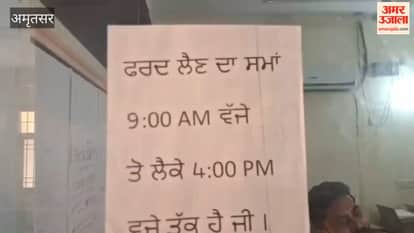 अमृतसर
अमर उजाला
amarujala.com
ਫਰਦ ਲੈਣ ਦਾ ਸਮਾਂ
9:00 AM ਵੱਜੇ
ਤੋ ਲੈਕੇ 4:00 PM
ਵਜੇ ਤੱਕ ਹੈ ਜੀ ।